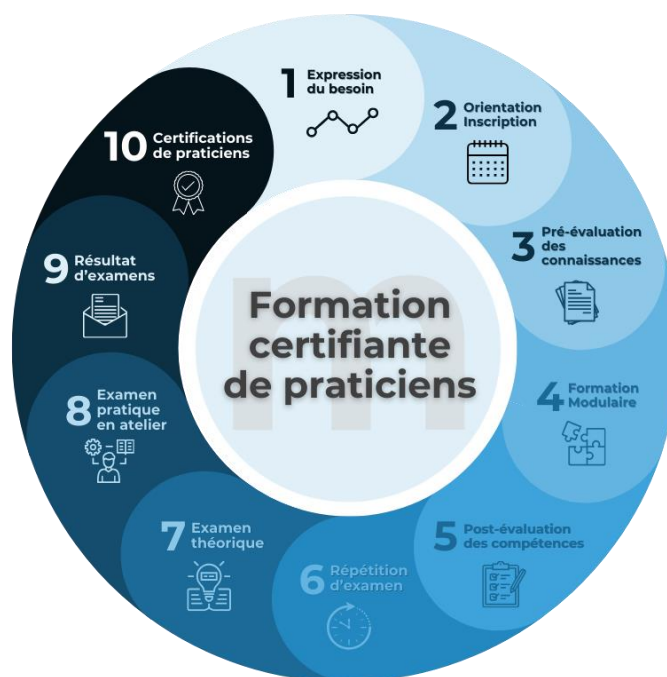 1 Expression
du besoin
2 Orientation
Inscription
3 Pré-évaluation
des
connaissances
4 Formation
Modulaire
5 Post-évaluation
des compétences
6 Répétition
d'examen
7 Examen
théorique
8 Examen
pratique
en atelier
9 Résultat
d'examens
10 Certifications
de praticiens
m
Formation
certifiante
de praticiens